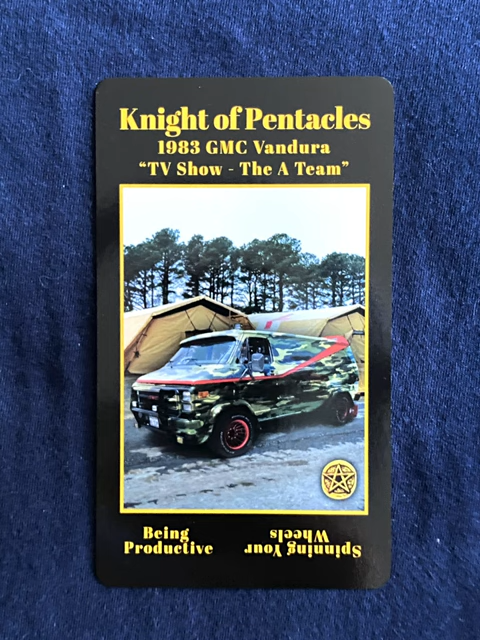 Knight of Pentacles
1983 GMC Vandura
“TV Show - The A Team”
Being
Productive
Spinning Your
Wheels